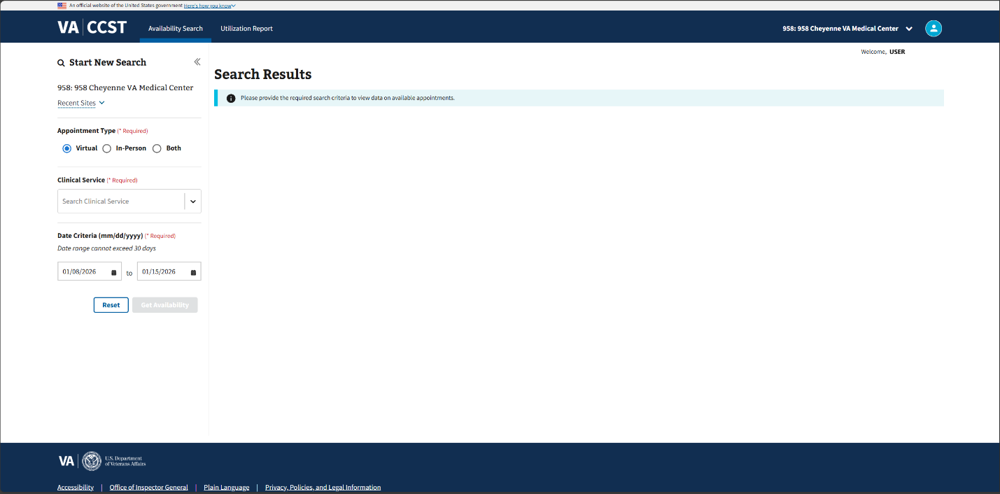 An official website of the United States government Here's how you know
VA CCST
Availability Search
Utilization Report
958: 958 Cheyenne VA Medical Center
Welcome, USER
Start New Search
958: 958 Cheyenne VA Medical Center
Recent Sites
Appointment Type (* Required)
Virtual
In-Person
Both
Clinical Service (* Required)
Search Clinical Service
Date Criteria (mm/dd/yyyy) (* Required)
Date range cannot exceed 30 days
01/08/2026 to 01/15/2026
Reset
Get Availability
Search Results
Please provide the required search criteria to view data on available appointments.
VA
U.S. Department
of Veterans Affairs
Accessibility
Office of Inspector General
Plain Language
Privacy, Policies, and Legal Information